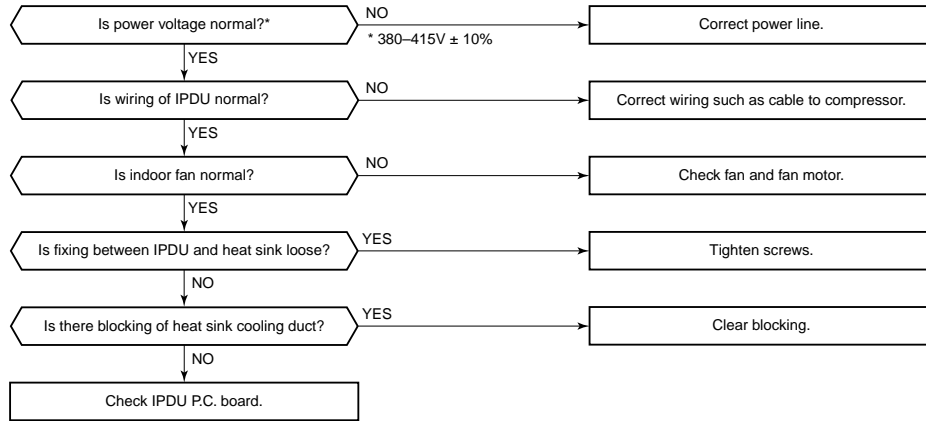 Is power voltage normal?*
NO
* 380–415V ± 10%
Correct power line.
YES
Is wiring of IPDU normal?
NO
Correct wiring such as cable to compressor.
YES
Is indoor fan normal?
NO
Check fan and fan motor.
YES
Is fixing between IPDU and heat sink loose?
YES
Tighten screws.
NO
Is there blocking of heat sink cooling duct?
YES
Clear blocking.
NO
Check IPDU P.C. board.